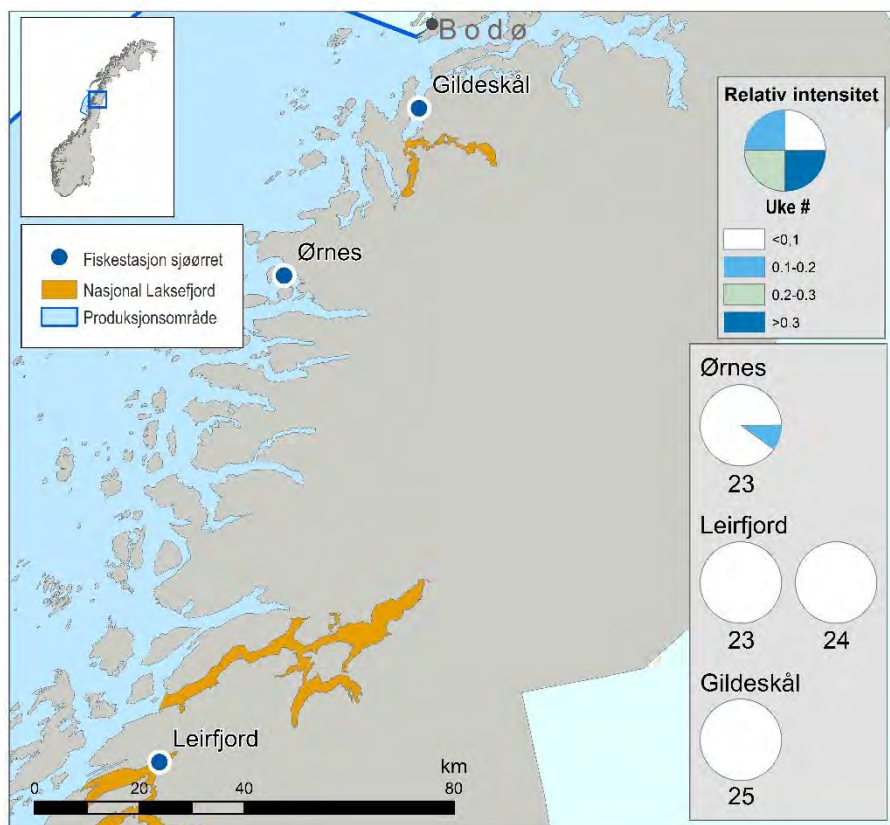 Bodø
Gildeskål
Ørnes
Leirfjord
Fiskestasjon sjøørret
Nasjonal Laksefjord
Produksjonsområde
Relativ intensitet
Uke #
<0,1
0.1-0.2
0.2-0.3
>0.3
Ørnes
23
Leirfjord
23 24
Gildeskål
25
km
0 20 40 80